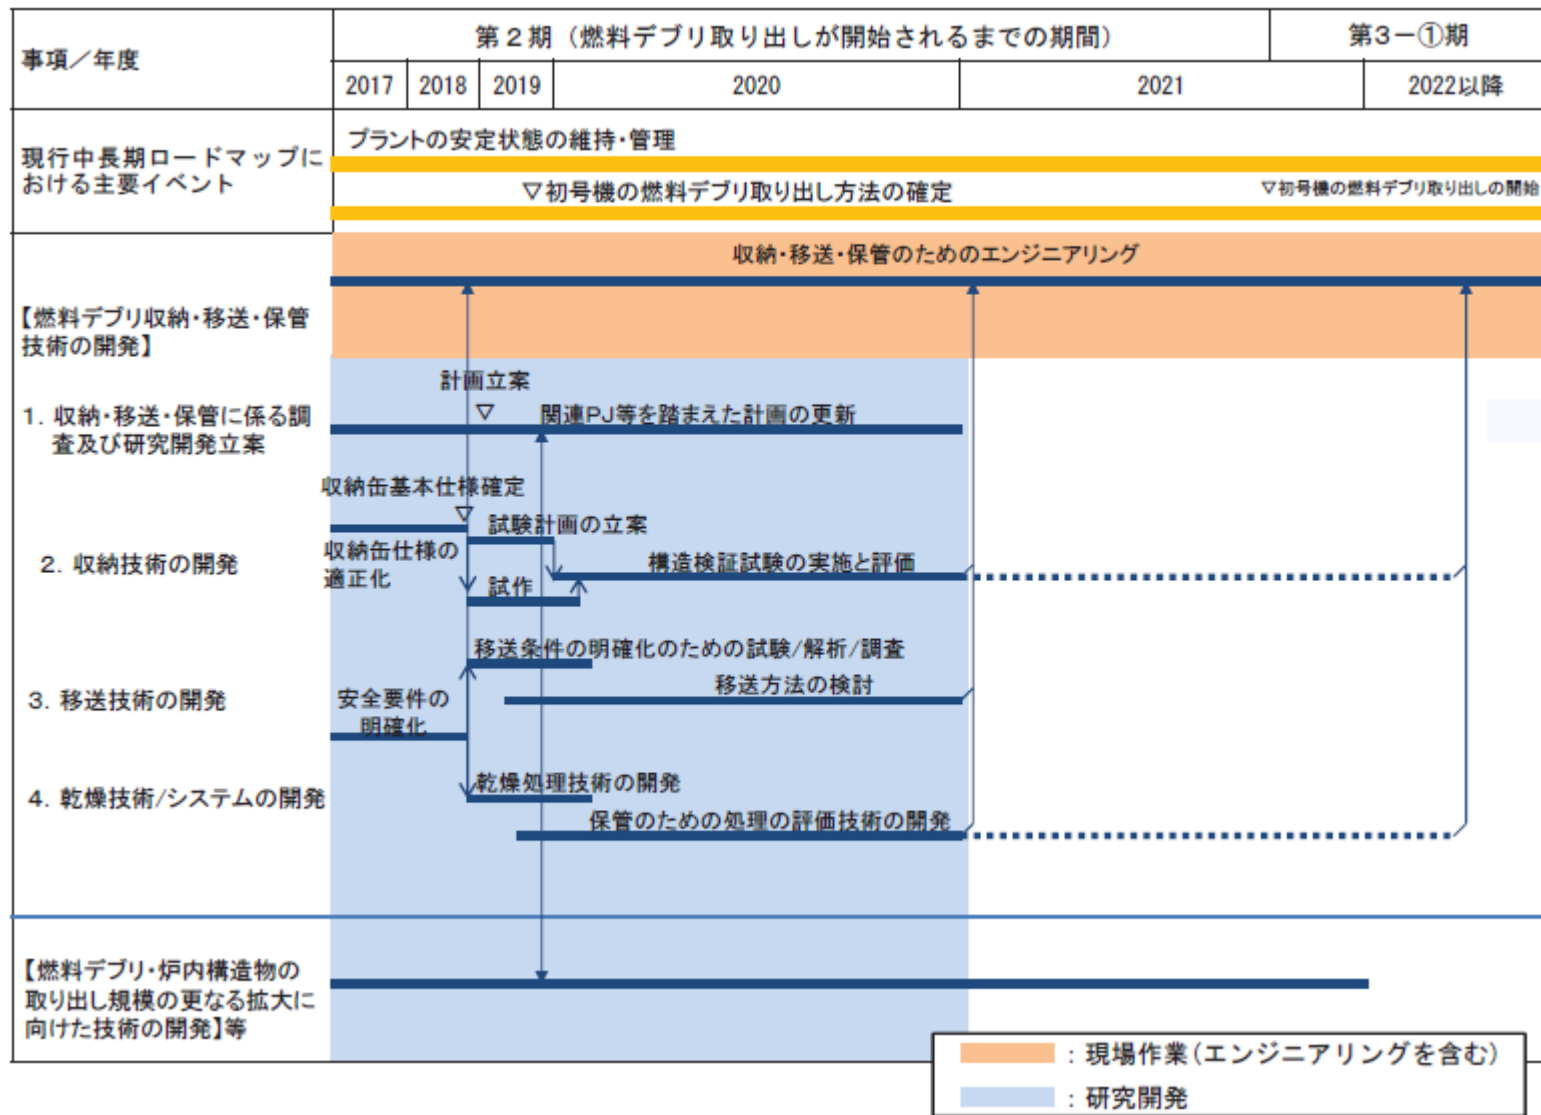 事項／年度
第２期（燃料デブリ取り出しが開始されるまでの期間）
第3－①期
2017
2018
2019
2020
2021
2022以降
現行中長期ロードマップに
おける主要イベント
プラントの安定状態の維持・管理
▽初号機の燃料デブリ取り出し方法の確定
▽初号機の燃料デブリ取り出しの開始
収納・移送・保管のためのエンジニアリング
【燃料デブリ収納・移送・保管
技術の開発】
1．収納・移送・保管に係る調
査及び研究開発立案
計画立案
▽
関連PJ等を踏まえた計画の更新
2．収納技術の開発
収納缶基本仕様確定
▽
収納缶仕様の
適正化
試験計画の立案
構造検証試験の実施と評価
試作
3．移送技術の開発
移送条件の明確化のための試験/解析/調査
移送方法の検討
安全要件の
明確化
4．乾燥技術/システムの開発
乾燥処理技術の開発
保管のための処理の評価技術の開発
【燃料デブリ・炉内構造物の
取り出し規模の更なる拡大に
向けた技術の開発】等
：現場作業（エンジニアリングを含む）
：研究開発